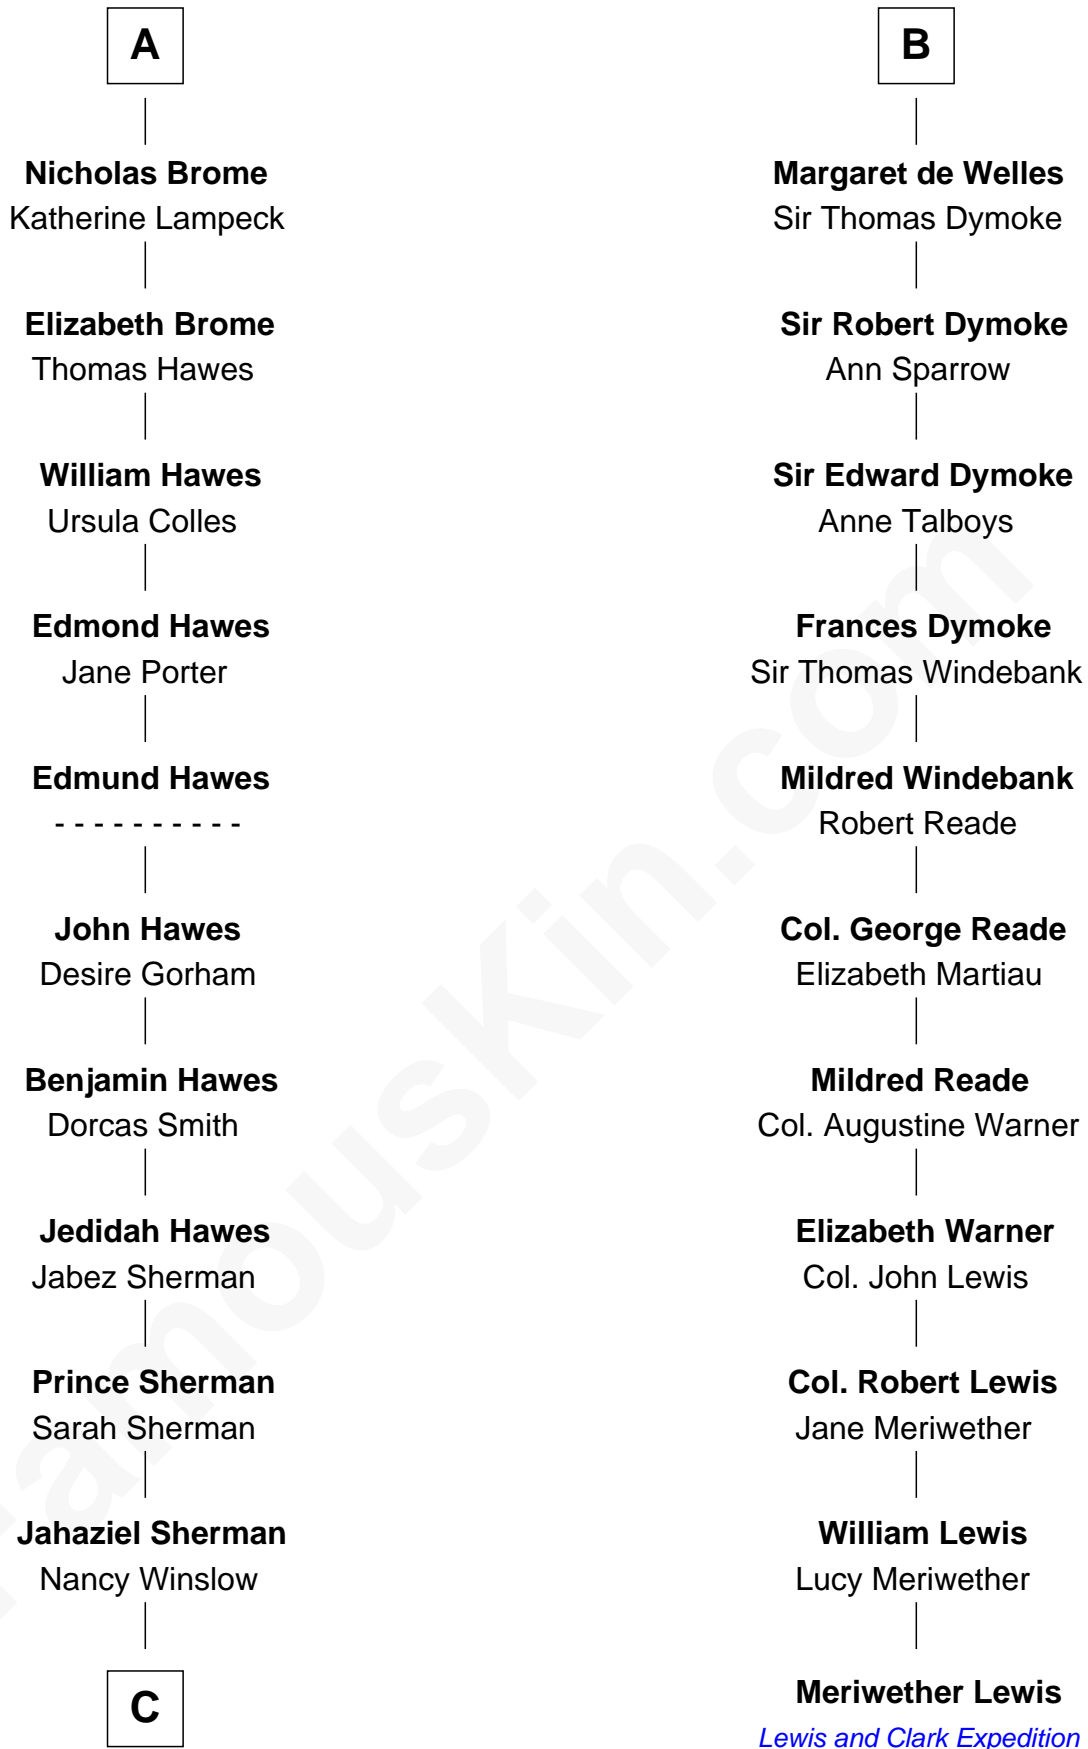 A
Nicholas Brome
Katherine Lampeck
Elizabeth Brome
Thomas Hawes
William Hawes
Ursula Colles
Edmond Hawes
Jane Porter
Edmund Hawes
- - - - - - - - - -
John Hawes
Desire Gorham
Benjamin Hawes
Dorcas Smith
Jedidah Hawes
Jabez Sherman
Prince Sherman
Sarah Sherman
Jahaziel Sherman
Nancy Winslow
C
B
Margaret de Welles
Sir Thomas Dymoke
Sir Robert Dymoke
Ann Sparrow
Sir Edward Dymoke
Anne Talboys
Frances Dymoke
Sir Thomas Windebank
Mildred Windebank
Robert Reade
Col. George Reade
Elizabeth Martiau
Mildred Reade
Col. Augustine Warner
Elizabeth Warner
Col. John Lewis
Col. Robert Lewis
Jane Meriwether
William Lewis
Lucy Meriwether
Meriwether Lewis
Lewis and Clark Expedition
FamousKin.com